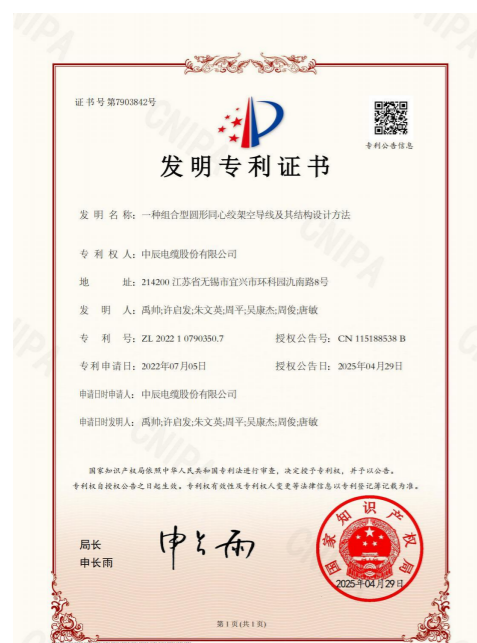 证书号第7903842号
专利公告信息
发明专利证书
发明名称：一种组合型圆形同心绞架空导线及其结构设计方法
专利权人：中辰电缆股份有限公司
地址：214200 江苏省无锡市宜兴市环科园氿南路8号
发明人：禹帅;许启发;朱文英;周平;吴康杰;周俊;唐敏
专利号：ZL 2022 1 0790350.7 授权公告号：CN 115188538 B
专利申请日：2022年07月05日 授权公告日：2025年04月29日
申请日时申请人：中辰电缆股份有限公司
申请日时发明人：禹帅;许启发;朱文英;周平;吴康杰;周俊;唐敏
国家知识产权局依照中华人民共和国专利法进行审查，决定授予专利权，并予以公告。
专利权自授权公告之日起生效。专利权有效性及专利权人变更等法律信息以专利登记簿记载为准。
局长
申长雨
申长雨
国家知识产权局
2025年04月29日
第1页(共1页)
CNIPA
CNIPA
CNIPA
CNIPA
CNIPA